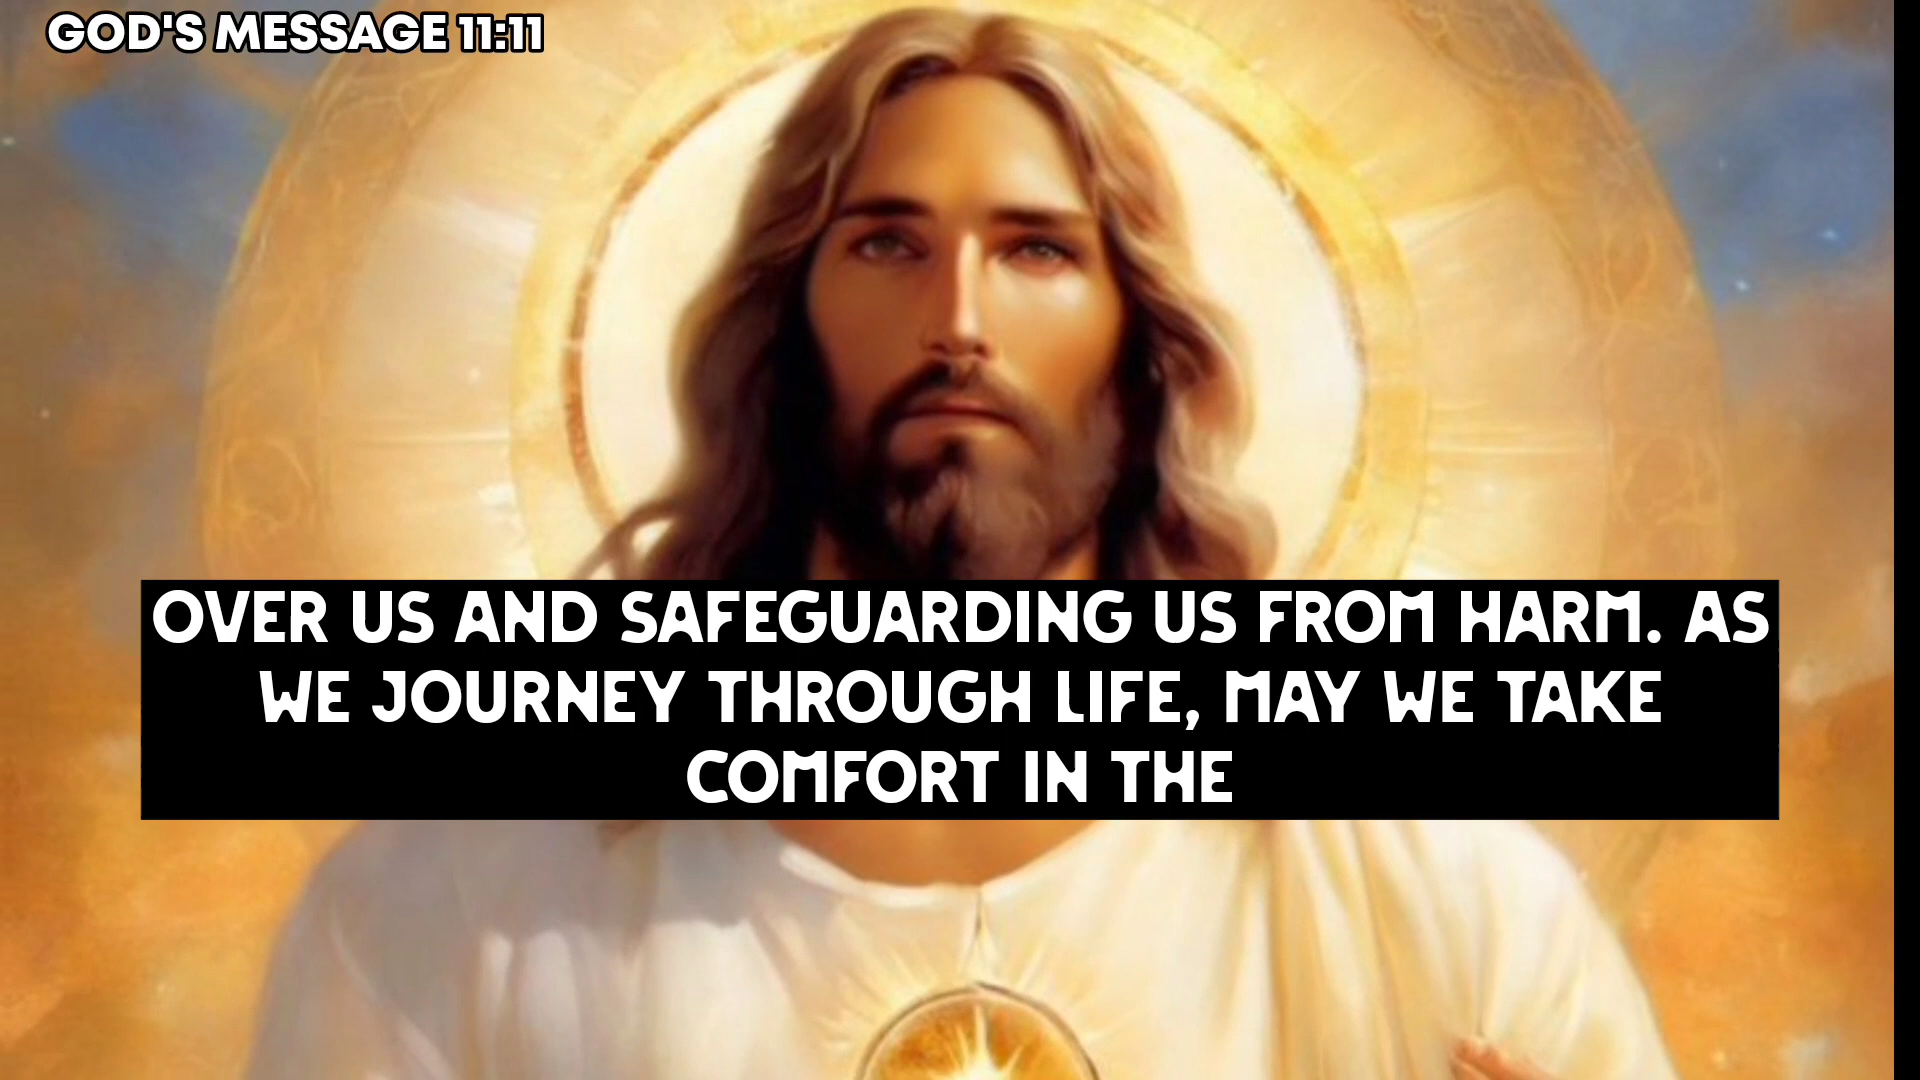 GOD'S MESSAGE 11:11
OVER US AND SAFEGUARDING US FROM HARM. AS
WE JOURNEY THROUGH LIFE, MAY WE TAKE
COMFORT IN THE